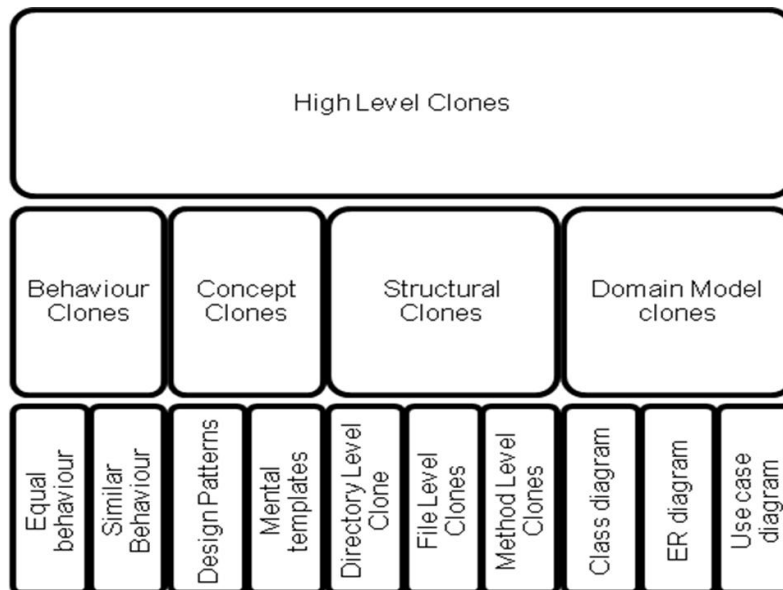 High Level Clones
Behaviour
Clones
Concept
Clones
Structural
Clones
Domain Model
clones
Equal
behaviour
Similar
Behaviour
Design Patterns
Mental
templates
Directory Level
Clone
File Level
Clones
Method Level
Clones
Class diagram
ER diagram
Use case
diagram